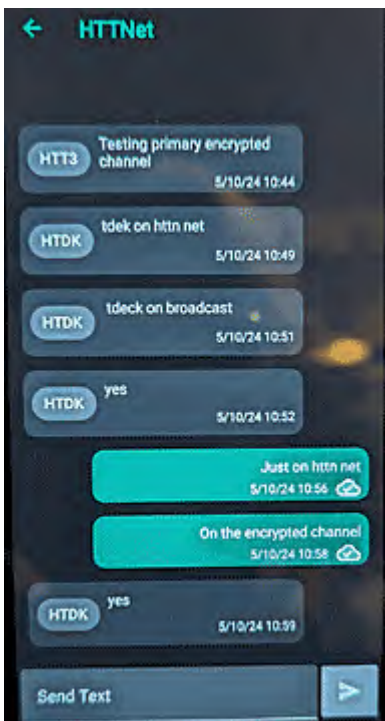 HTTNet
HTT3
Testing primary encrypted
channel
5/10/24 10:44
HTDK
tdek on httn net
5/10/24 10:49
HTDK
tdeck on broadcast
5/10/24 10:51
HTDK
yes
5/10/24 10:52
Just on httn net
5/10/24 10:56
On the encrypted channel
5/10/24 10:58
HTDK
yes
5/10/24 10:59
Send Text